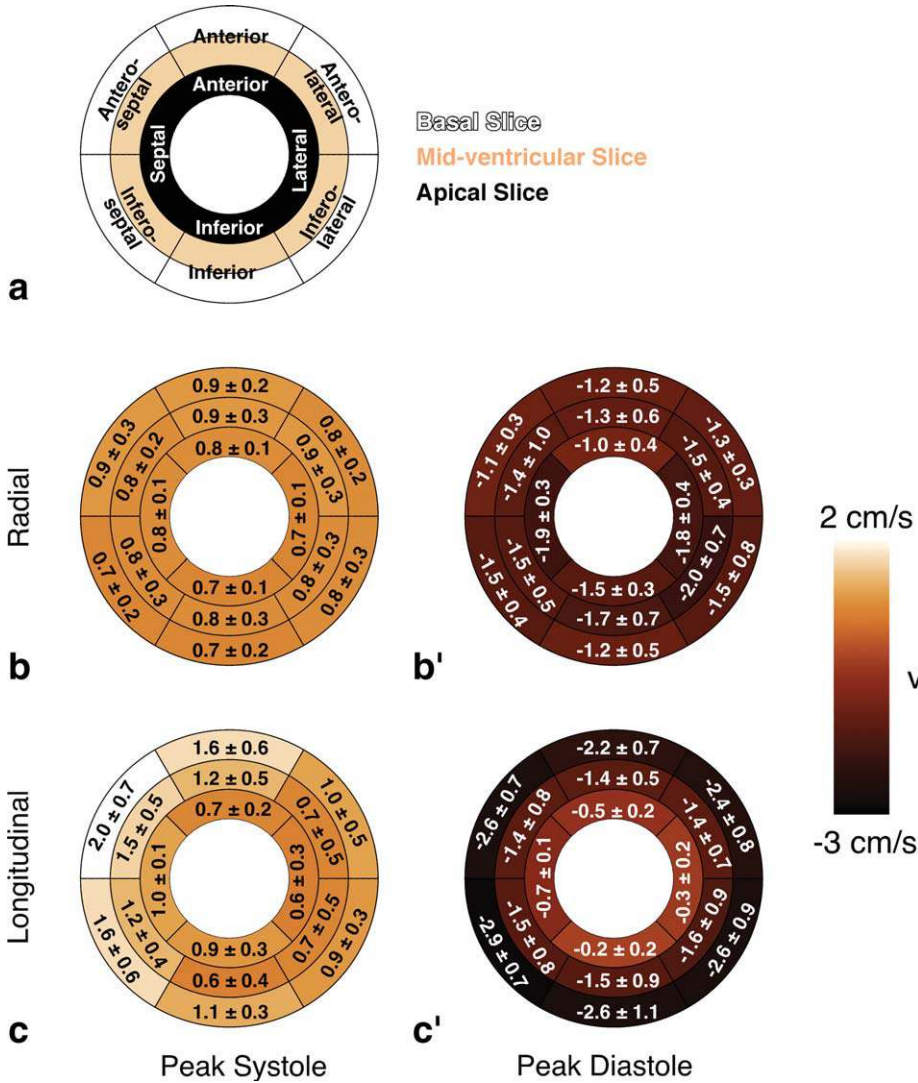 Anterior
Antero-
septal
Antero-
lateral
Anterior
Septal
Lateral
Inferior
Infero-
septal
Infero-
lateral
Inferior
a
Basal Slice
Mid-ventricular Slice
Apical Slice
Radial
0.9 ± 0.2
0.9 ± 0.3
0.8 ± 0.1
0.9 ± 0.3
0.8 ± 0.2
0.8 ± 0.1
0.8 ± 0.2
0.9 ± 0.3
0.7 ± 0.1
0.7 ± 0.2
0.8 ± 0.3
0.8 ± 0.3
0.8 ± 0.3
0.7 ± 0.1
0.8 ± 0.3
0.7 ± 0.2
b
-1.2 ± 0.5
-1.3 ± 0.6
-1.0 ± 0.4
-1.1 ± 0.3
-1.4 ± 1.0
-1.9 ± 0.3
-1.3 ± 0.3
-1.5 ± 0.4
-1.8 ± 0.4
-1.5 ± 0.4
-1.5 ± 0.5
-2.0 ± 0.7
-1.5 ± 0.8
-1.5 ± 0.3
-1.7 ± 0.7
-1.2 ± 0.5
b'
2 cm/s
v
-3 cm/s
Longitudinal
1.6 ± 0.6
1.2 ± 0.5
0.7 ± 0.2
2.0 ± 0.7
1.5 ± 0.5
1.0 ± 0.1
1.0 ± 0.5
0.7 ± 0.5
0.6 ± 0.3
1.6 ± 0.6
1.2 ± 0.4
0.7 ± 0.5
0.9 ± 0.3
0.9 ± 0.3
0.6 ± 0.4
1.1 ± 0.3
c
-2.2 ± 0.7
-1.4 ± 0.5
-0.5 ± 0.2
-2.6 ± 0.7
-1.4 ± 0.8
-0.7 ± 0.1
-2.4 ± 0.8
-1.4 ± 0.7
-0.3 ± 0.2
-2.9 ± 0.7
-1.5 ± 0.8
-1.6 ± 0.9
-2.6 ± 0.9
-0.2 ± 0.2
-1.5 ± 0.9
-2.6 ± 1.1
c'
Peak Systole
Peak Diastole